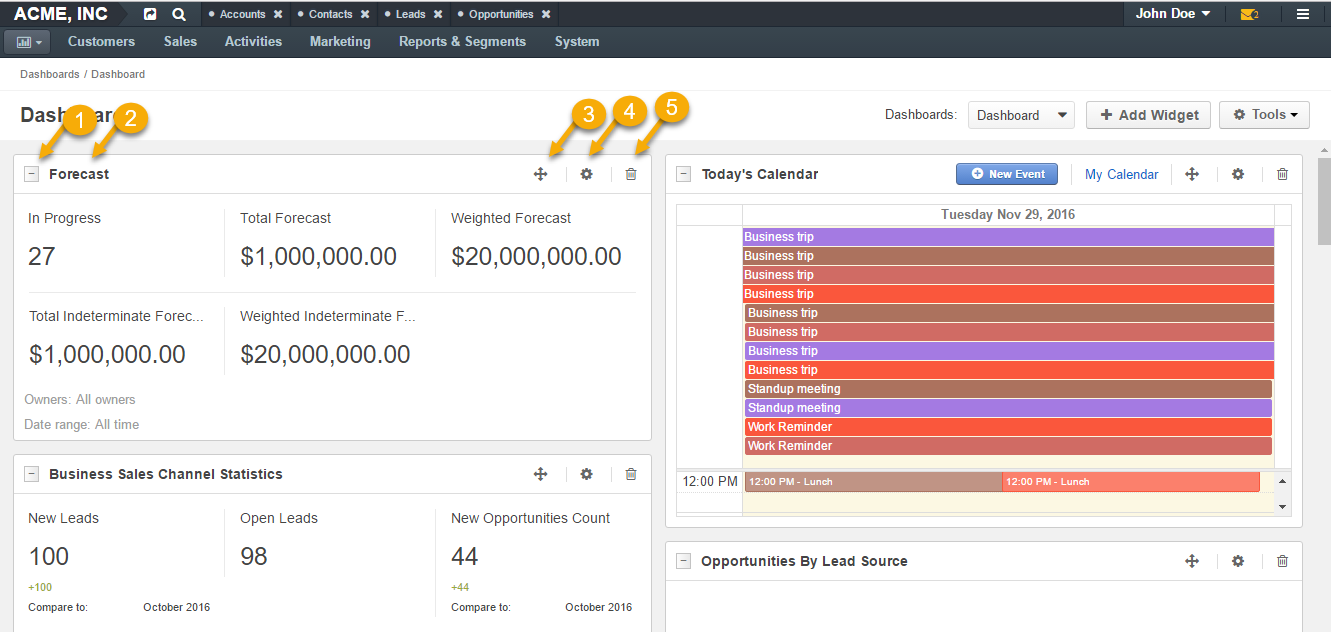 ACME, INC Accounts Contacts Leads Opportunities John Doe 2
Customers Sales Activities Marketing Reports & Segments System
Dashboards / Dashboard
Dashboard Dashboards: Dashboard + Add Widget Tools
1 2 3 4 5
Forecast
In Progress Total Forecast Weighted Forecast
27 $1,000,000.00 $20,000,000.00
Total Indeterminate Forec... Weighted Indeterminate F...
$1,000,000.00 $20,000,000.00
Owners: All owners
Date range: All time
Business Sales Channel Statistics
New Leads Open Leads New Opportunities Count
100 98 44
+100 +44
Compare to: October 2016 Compare to: October 2016
Today's Calendar New Event My Calendar
Tuesday Nov 29, 2016
Business trip
Business trip
Business trip
Business trip
Business trip
Business trip
Business trip
Business trip
Standup meeting
Standup meeting
Work Reminder
Work Reminder
12:00 PM 12:00 PM - Lunch 12:00 PM - Lunch
Opportunities By Lead Source